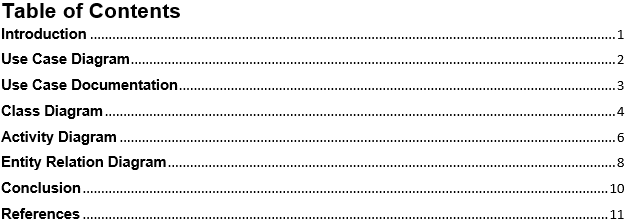 Table of Contents
Introduction ........................................................................ 1
Use Case Diagram ........................................................................ 2
Use Case Documentation ........................................................................ 3
Class Diagram ........................................................................ 4
Activity Diagram ........................................................................ 6
Entity Relation Diagram ........................................................................ 8
Conclusion ........................................................................ 10
References ........................................................................ 11